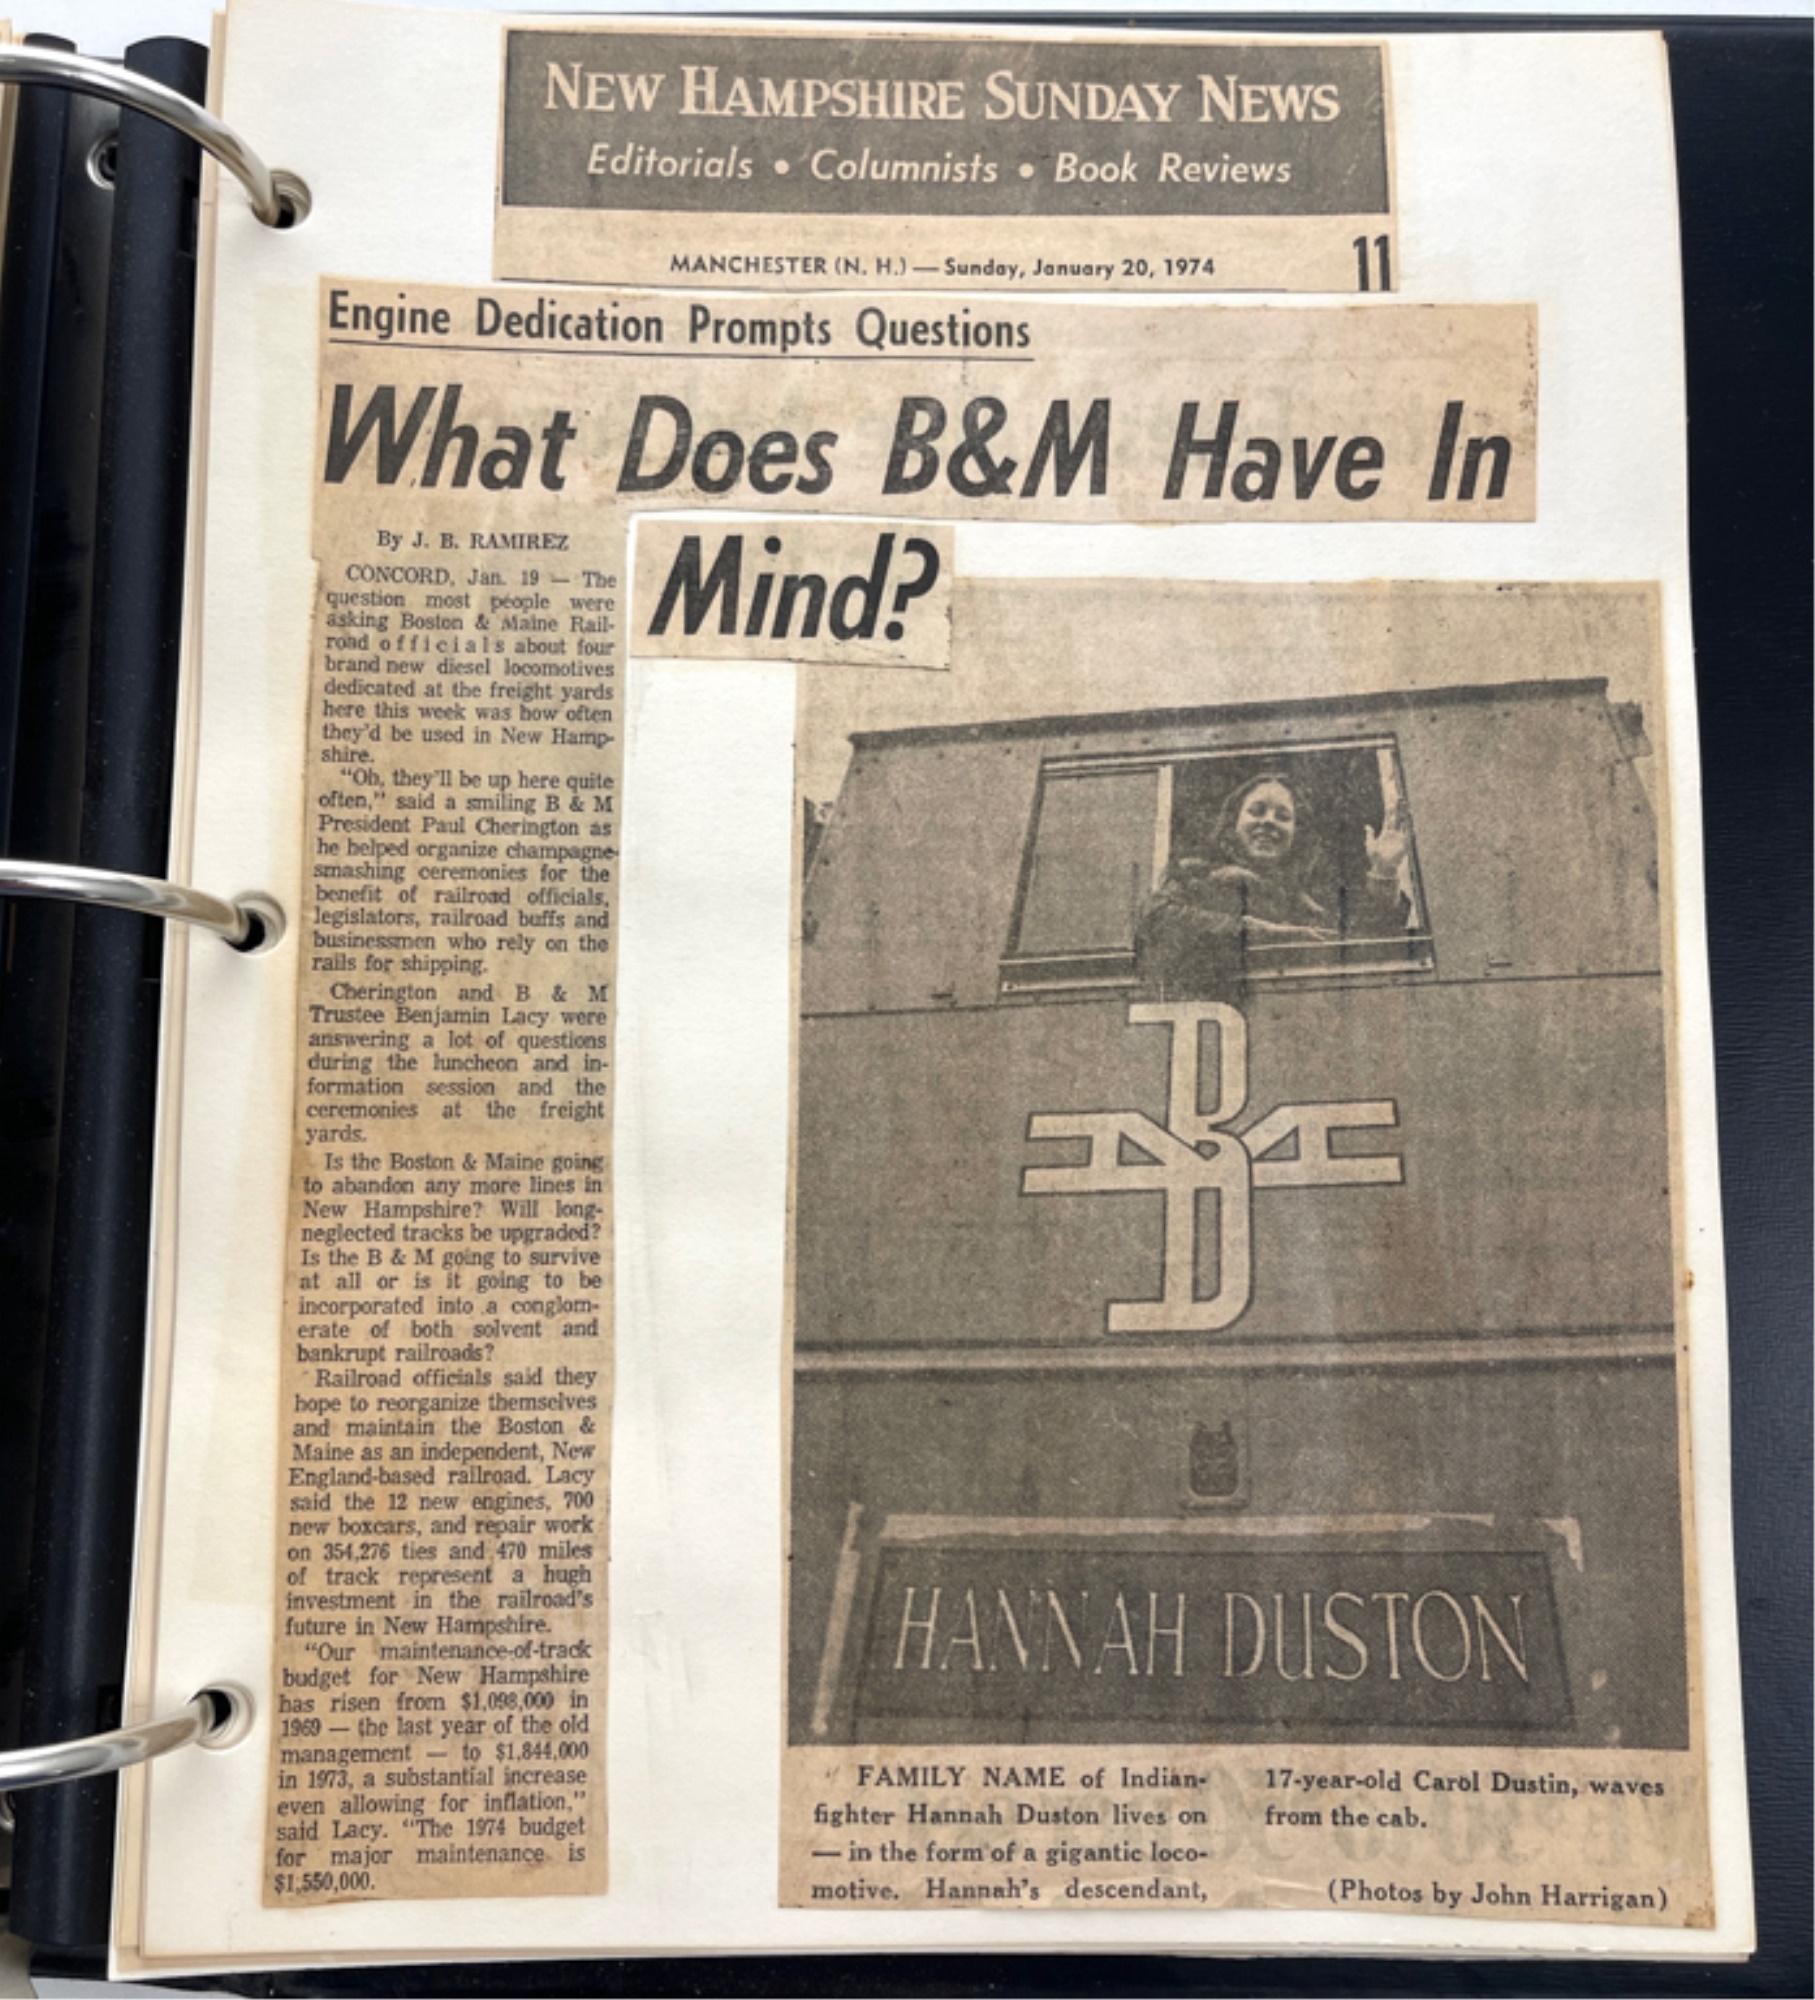 NEW HAMPSHIRE SUNDAY NEWS
Editorials • Columnists • Book Reviews
MANCHESTER (N. H.) — Sunday, January 20, 1974
11
Engine Dedication Prompts Questions
What Does B&M Have In
Mind?
By J. B. RAMIREZ
CONCORD, Jan. 19 — The
question most people were
asking Boston & Maine Rail-
road officials about four
brand new diesel locomotives
dedicated at the freight yards
here this week was how often
they'd be used in New Hamp-
shire.
"Oh, they'll be up here quite
often," said a smiling B & M
President Paul Cherington as
he helped organize champagne-
smashing ceremonies for the
benefit of railroad officials,
legislators, railroad buffs and
businessmen who rely on the
rails for shipping.
Cherington and B & M
Trustee Benjamin Lacy were
answering a lot of questions
during the luncheon and in-
formation session and the
ceremonies at the freight
yards.
Is the Boston & Maine going
to abandon any more lines in
New Hampshire? Will long-
neglected tracks be upgraded?
Is the B & M going to survive
at all or is it going to be
incorporated into a conglom-
erate of both solvent and
bankrupt railroads?
Railroad officials said they
hope to reorganize themselves
and maintain the Boston &
Maine as an independent, New
England-based railroad. Lacy
said the 12 new engines, 700
new boxcars, and repair work
on 354,276 ties and 470 miles
of track represent a hugh
investment in the railroad's
future in New Hampshire.
"Our maintenance-of-track
budget for New Hampshire
has risen from $1,098,000 in
1969 — the last year of the old
management — to $1,844,000
in 1973, a substantial increase
even allowing for inflation,"
said Lacy. "The 1974 budget
for major maintenance is
$1,550,000.
HANNAH DUSTON
FAMILY NAME of Indian-
fighter Hannah Duston lives on
— in the form of a gigantic loco-
motive. Hannah's descendant,
17-year-old Carol Dustin, waves
from the cab.
(Photos by John Harrigan)